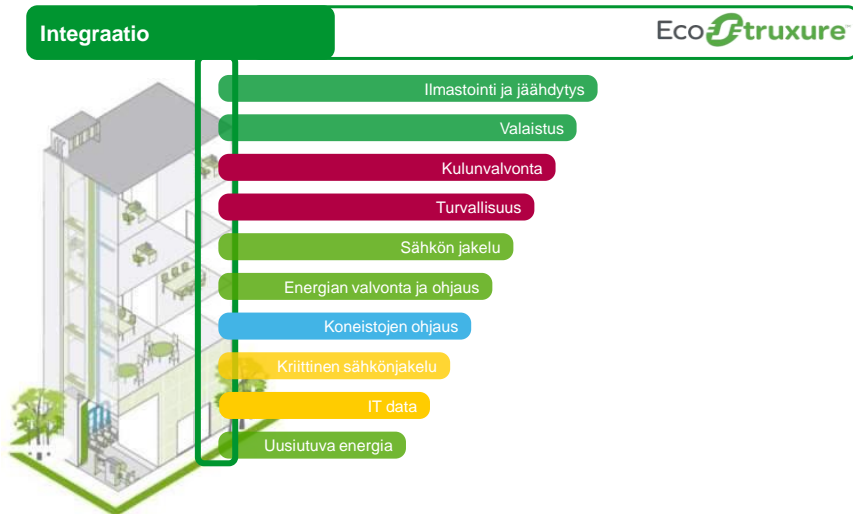 Integraatio
EcoStruxure™
Ilmastointi ja jäähdytys
Valaistus
Kulunvalvonta
Turvallisuus
Sähkön jakelu
Energian valvonta ja ohjaus
Koneistojen ohjaus
Kriittinen sähkönjakelu
IT data
Uusiutuva energia